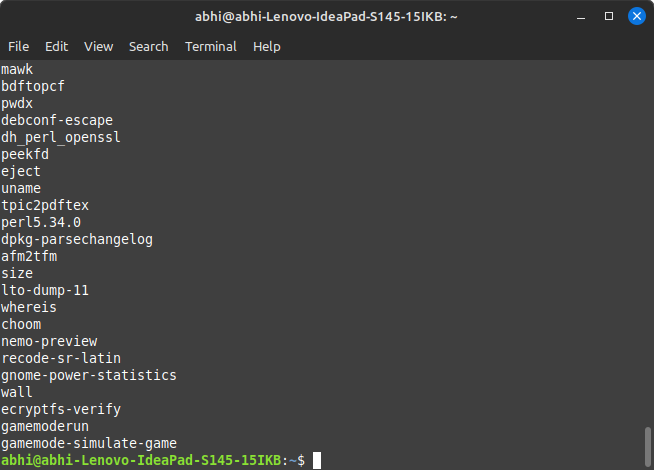 abhi@abhi-Lenovo-IdeaPad-S145-15IKB: ~
File Edit View Search Terminal Help
mawk
bdftopcf
pwdx
debconf-escape
dh_perl_openssl
peekfd
eject
uname
tpic2pdftex
perl5.34.0
dpkg-parsechangelog
afm2tfm
size
lto-dump-11
whereis
choom
nemo-preview
recode-sr-latin
gnome-power-statistics
wall
ecryptfs-verify
gamemoderun
gamemode-simulate-game
abhi@abhi-Lenovo-IdeaPad-S145-15IKB:~$